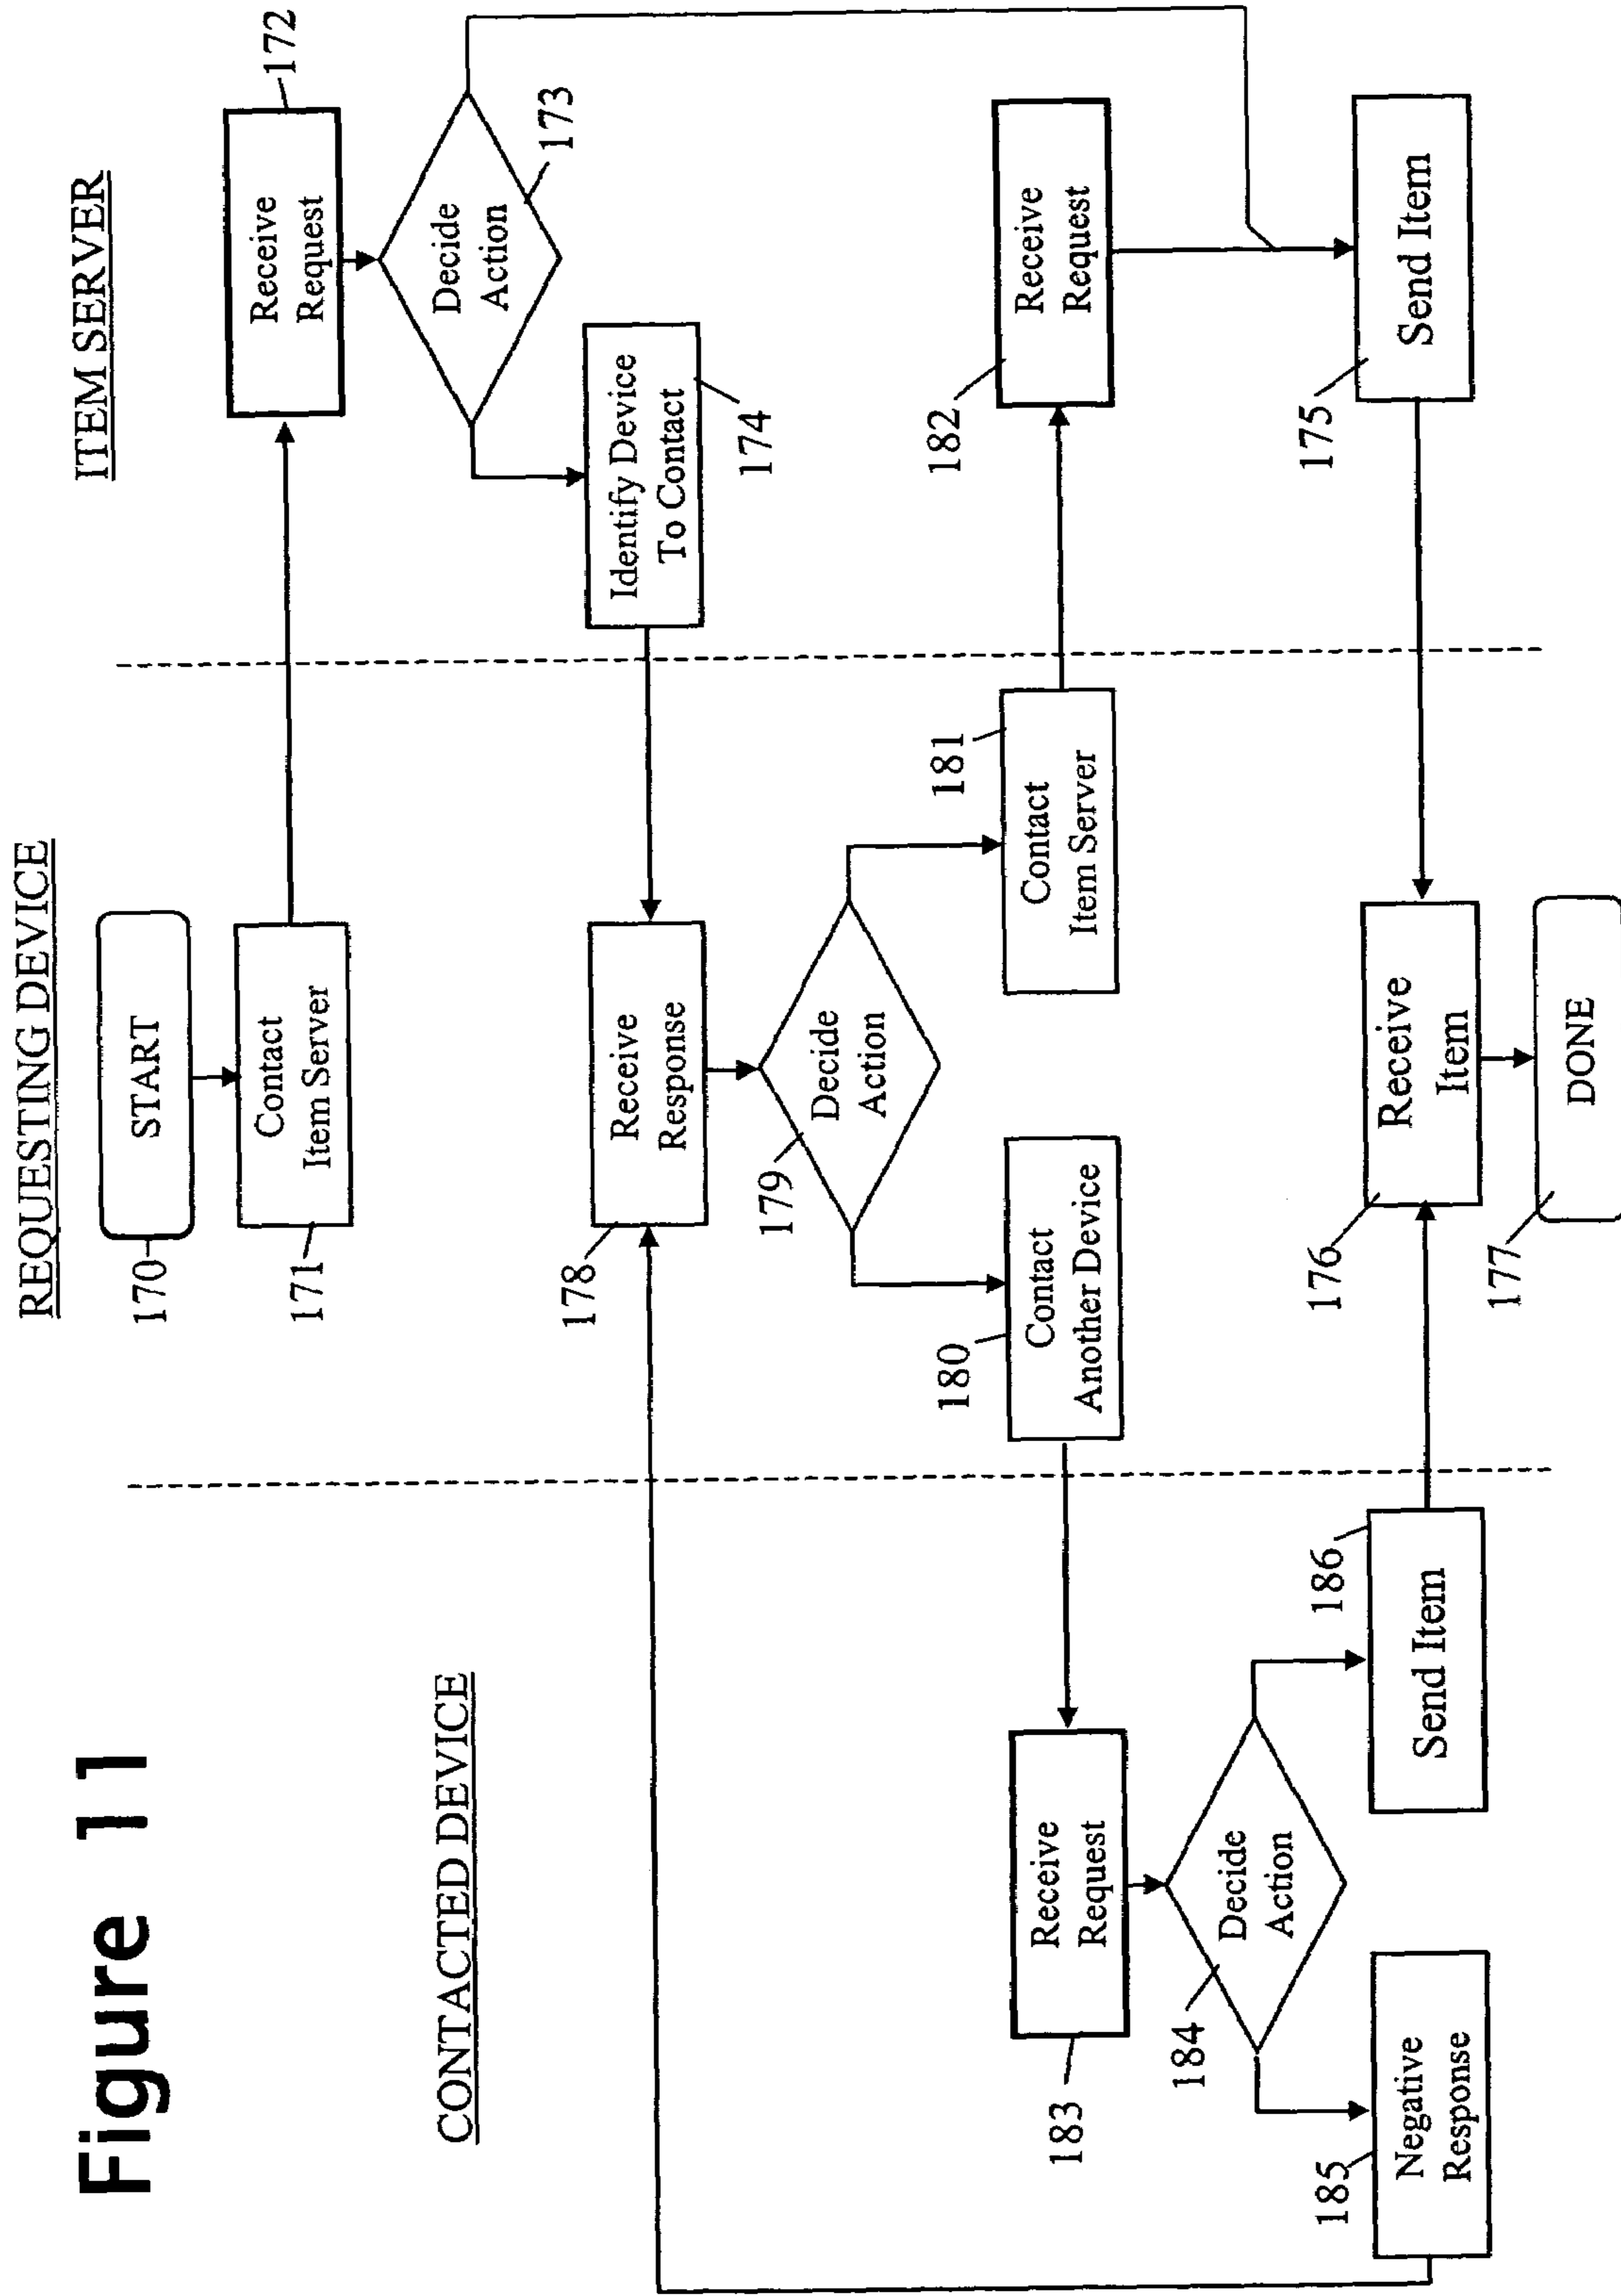 Figure 11
CONTACTED DEVICE
REQUESTING DEVICE
ITEM SERVER
170
START
171
Contact
Item Server
172
Receive
Request
173
Decide
Action
174
Identify Device
To Contact
178
Receive
Response
179
Decide
Action
180
Contact
Another Device
181
Contact
Item Server
182
Receive
Request
183
Receive
Request
184
Decide
Action
185
Negative
Response
186
Send Item
176
Receive
Item
175
Send Item
177
DONE